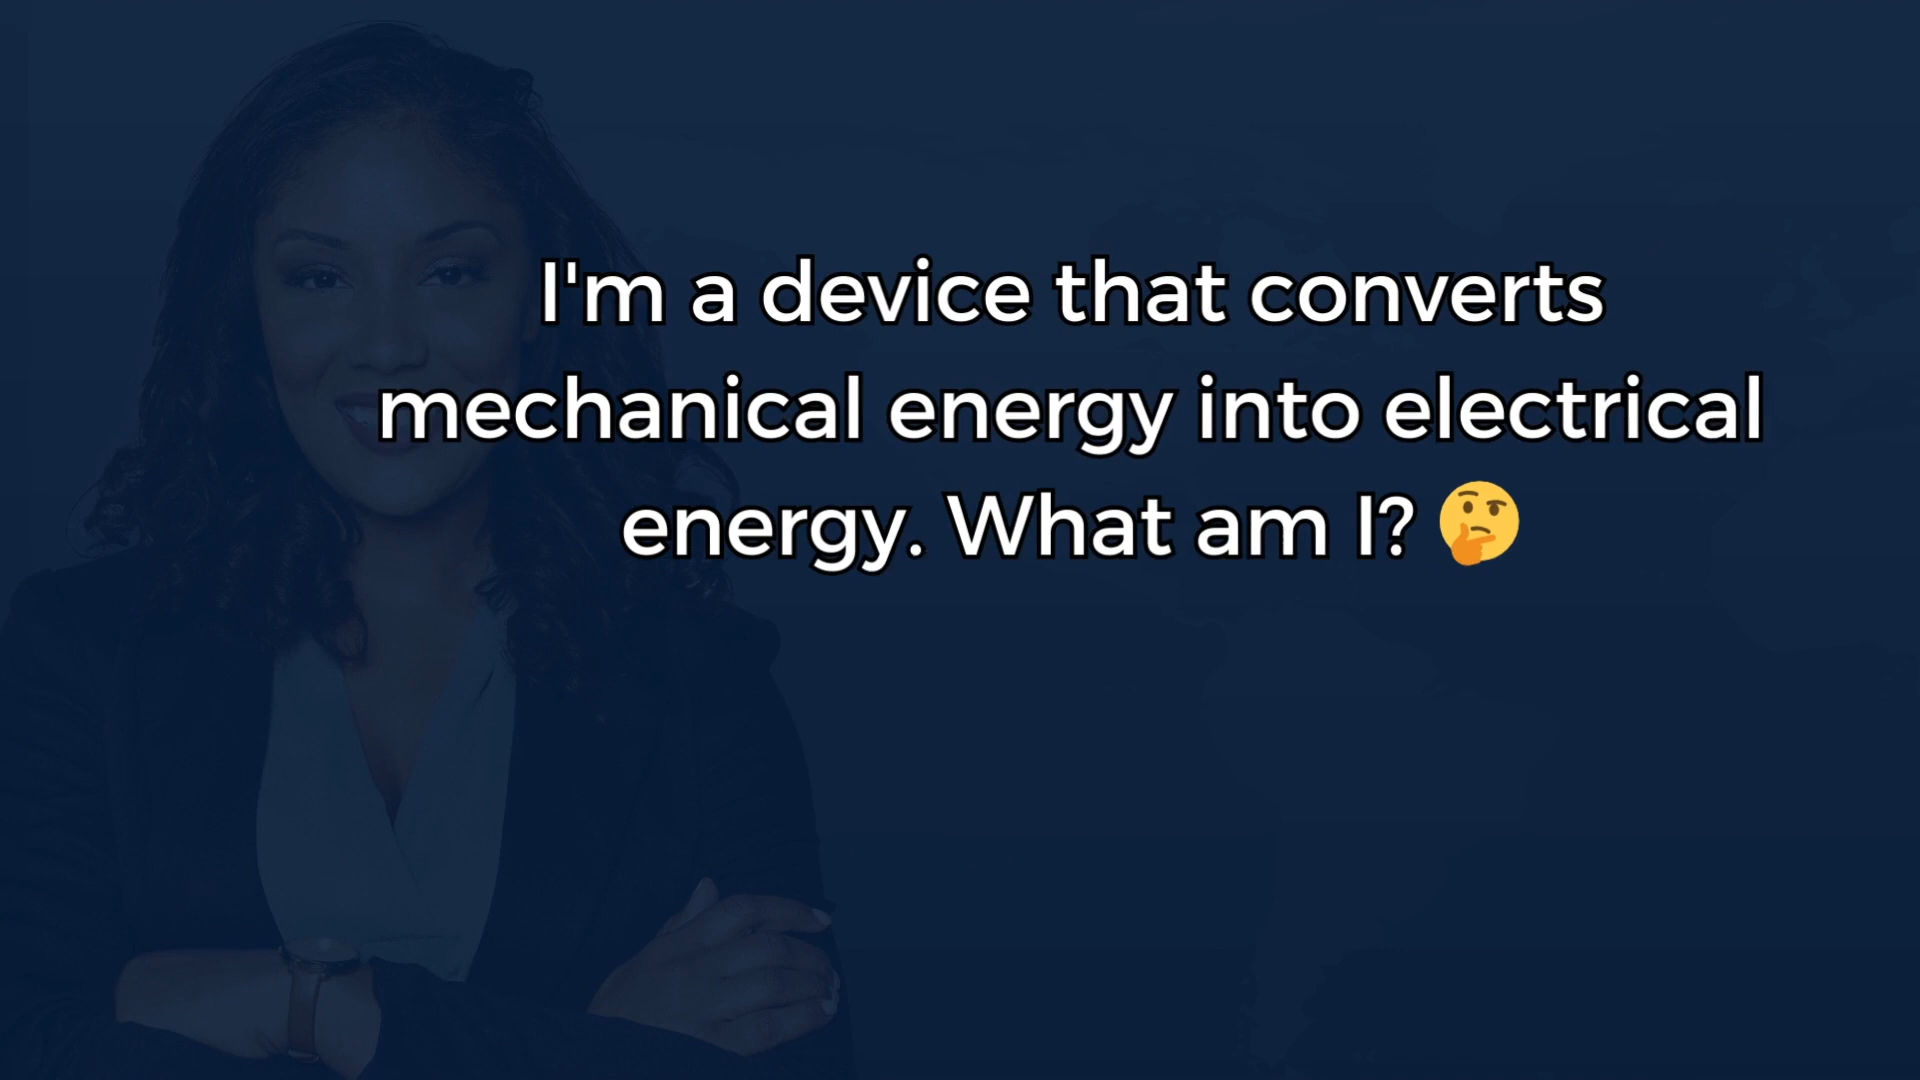 I'm a device that converts
mechanical energy into electrical
energy. What am I? 🤔